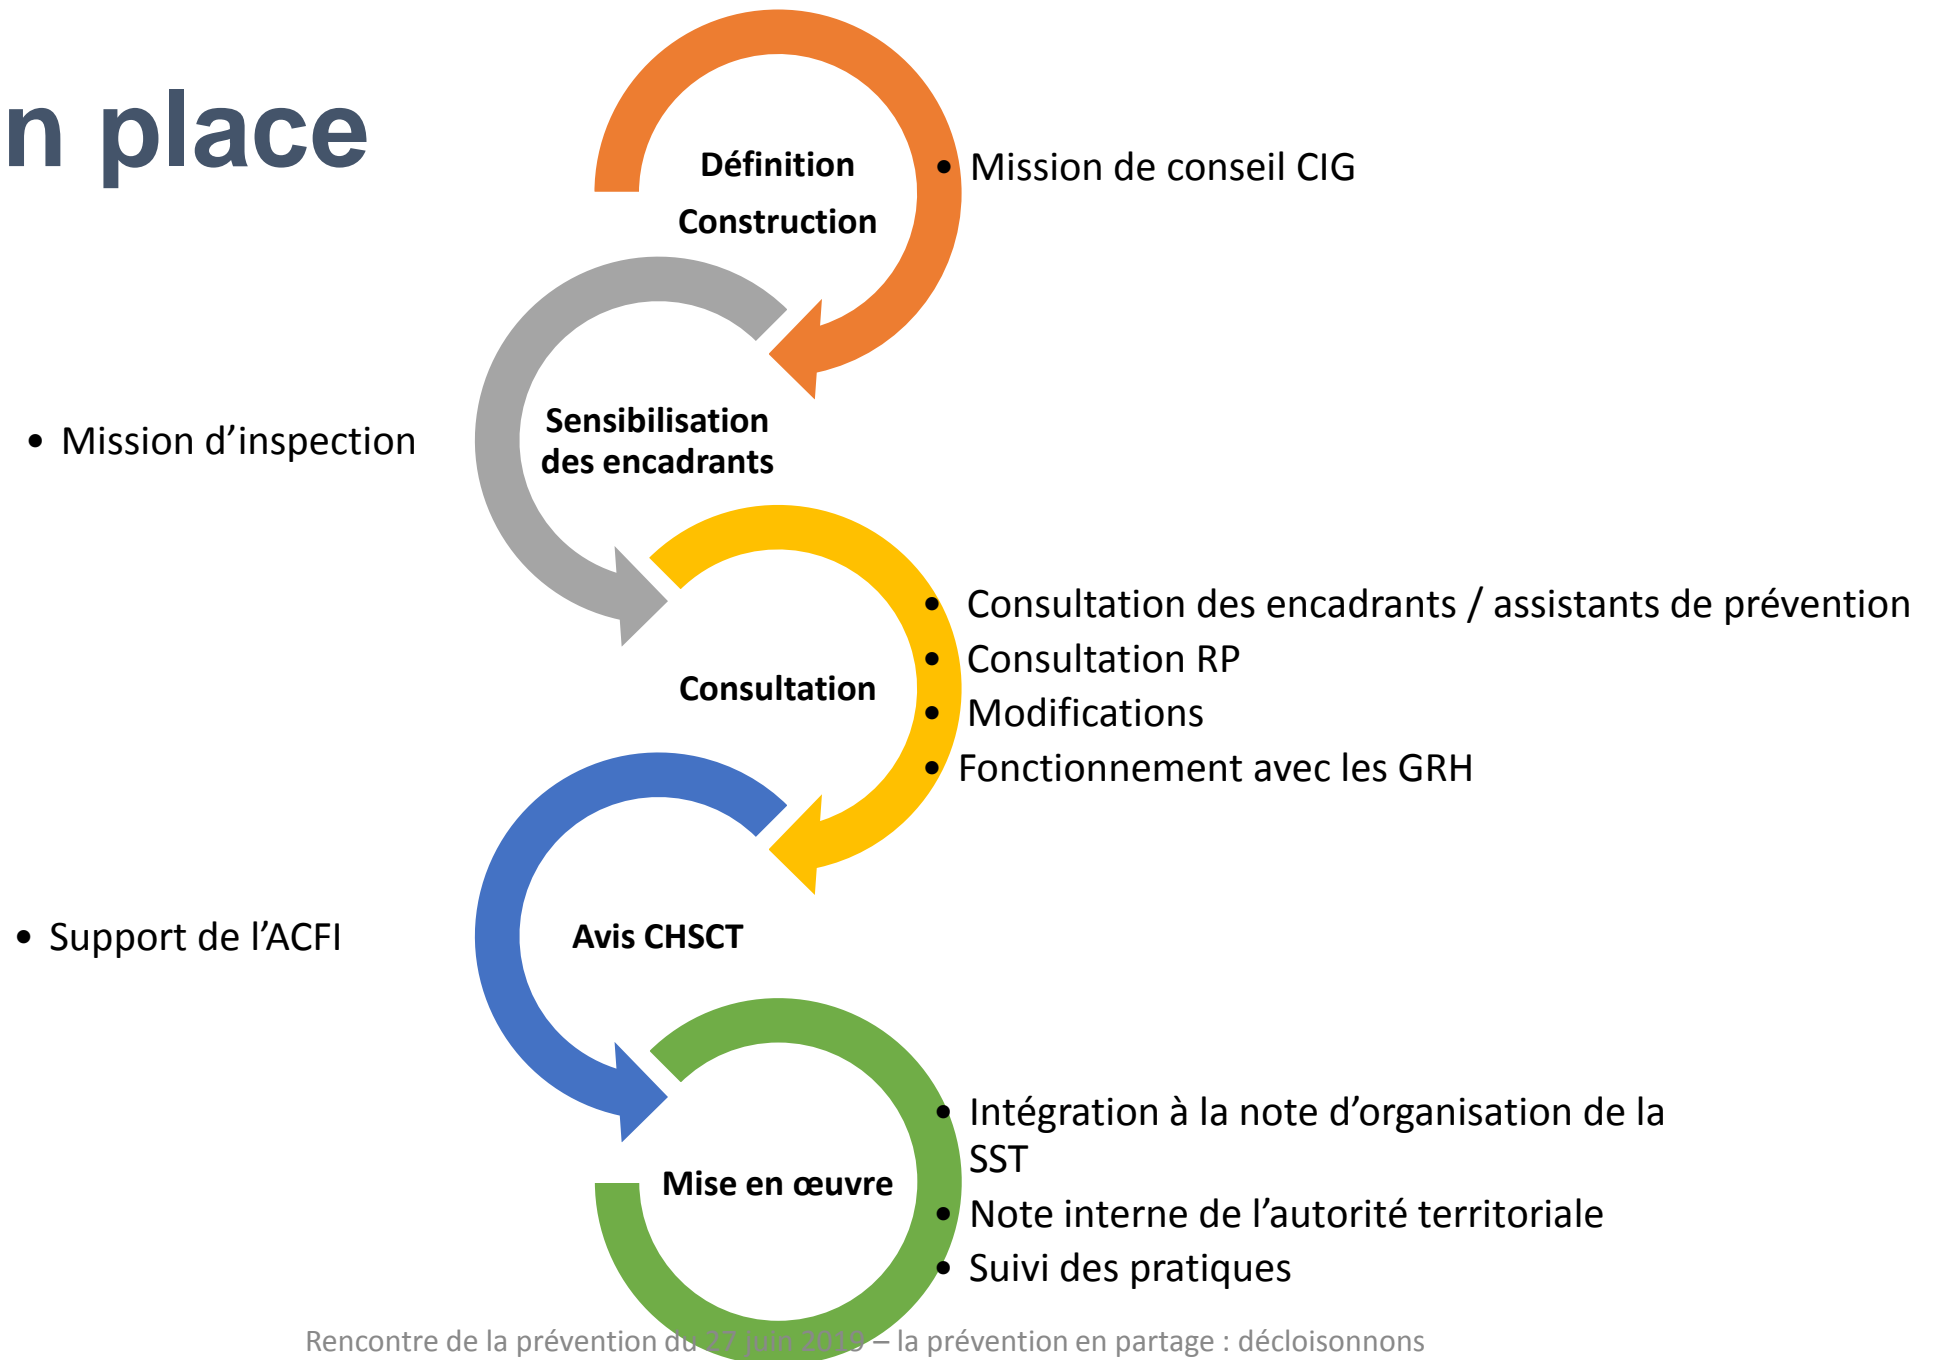 n place
Définition
Construction
• Mission de conseil CIG
Sensibilisation
des encadrants
• Mission d’inspection
Consultation
• Consultation des encadrants / assistants de prévention
• Consultation RP
• Modifications
• Fonctionnement avec les GRH
Avis CHSCT
• Support de l’ACFI
Mise en œuvre
• Intégration à la note d’organisation de la
SST
• Note interne de l’autorité territoriale
• Suivi des pratiques
Rencontre de la prévention du 27 juin 2019 – la prévention en partage : décloisonnons